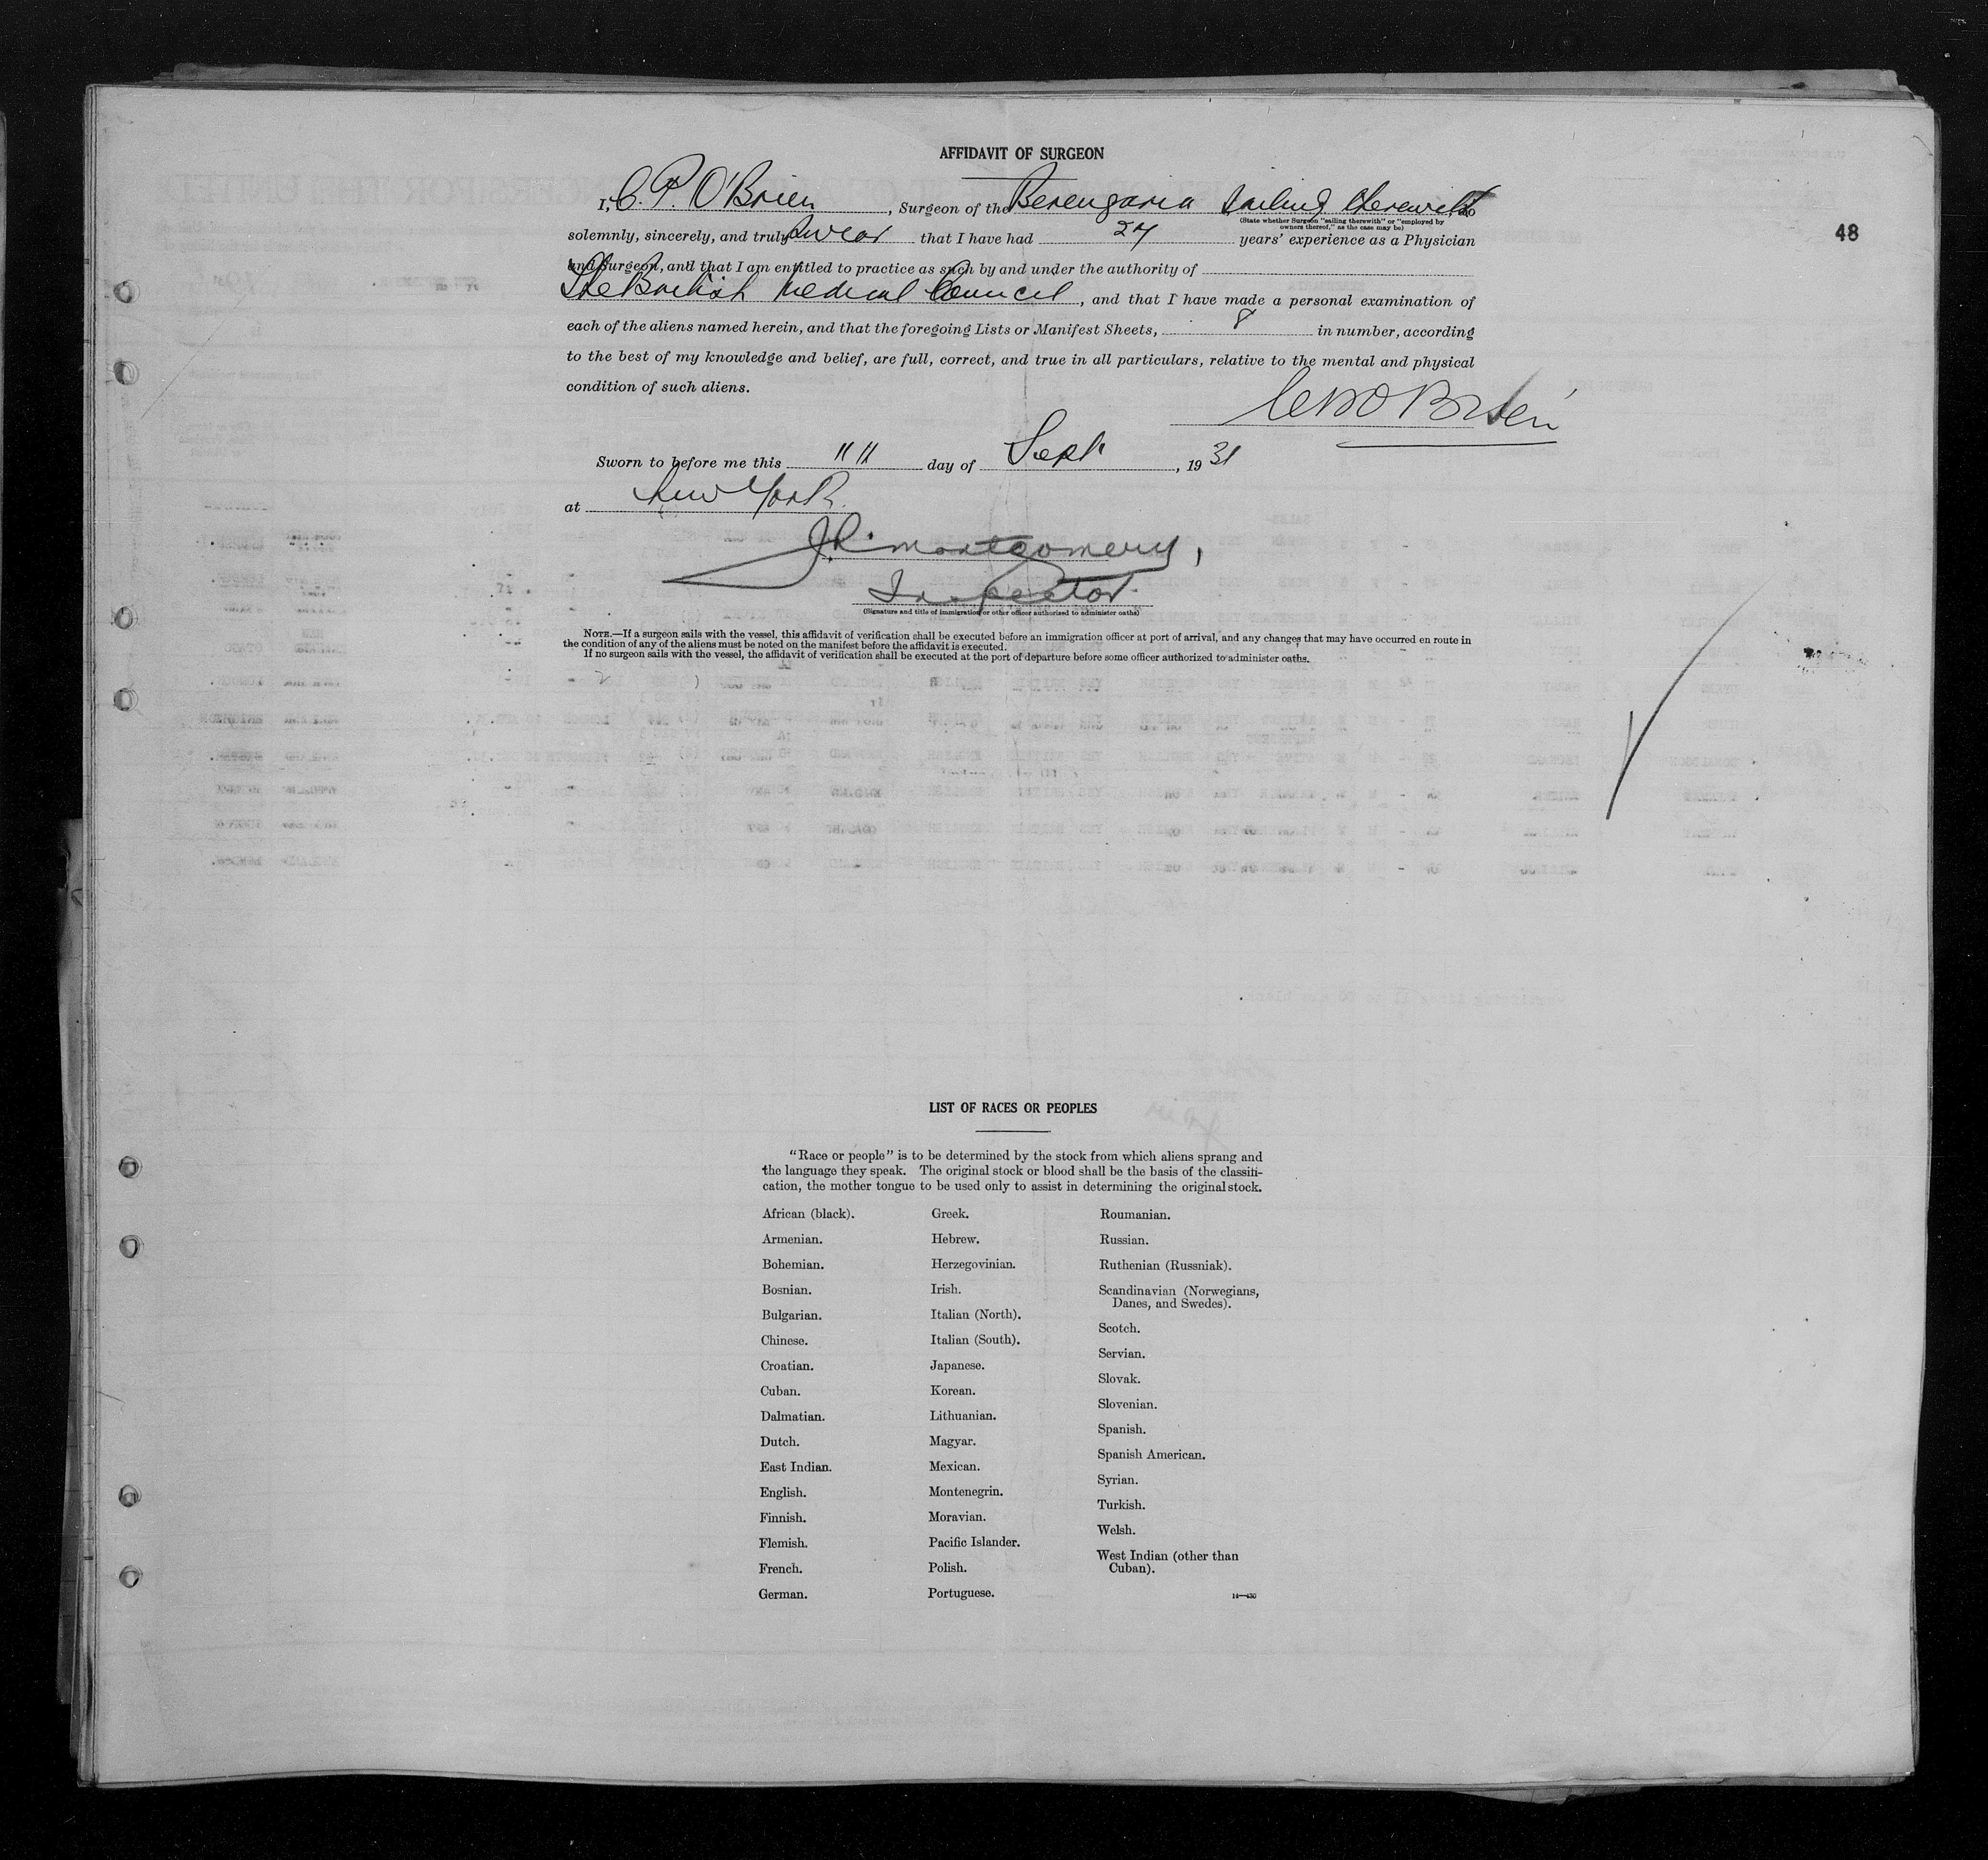 AFFIDAVIT OF SURGEON
I, C. P. O'Brien, Surgeon of the Berengaria sailing therewith do
(State whether Surgeon "sailing therewith" or "employed by
owners thereof," as the case may be)
solemnly, sincerely, and truly swear that I have had 27 years' experience as a Physician
48
and Surgeon, and that I am entitled to practice as such by and under the authority of
The British Medical Council, and that I have made a personal examination of
each of the aliens named herein, and that the foregoing Lists or Manifest Sheets, 8 in number, according
to the best of my knowledge and belief, are full, correct, and true in all particulars, relative to the mental and physical
condition of such aliens.
C P O'Brien
Sworn to before me this 11 day of Sept, 1931
at New York.
J. R. Montgomery,
Inspector.
(Signature and title of immigration or other officer authorized to administer oaths)
NOTE.—If a surgeon sails with the vessel, this affidavit of verification shall be executed before an immigration officer at port of arrival, and any changes that may have occurred en route in
the condition of any of the aliens must be noted on the manifest before the affidavit is executed.
If no surgeon sails with the vessel, the affidavit of verification shall be executed at the port of departure before some officer authorized to administer oaths.
LIST OF RACES OR PEOPLES
"Race or people" is to be determined by the stock from which aliens sprang and
the language they speak. The original stock or blood shall be the basis of the classifi-
cation, the mother tongue to be used only to assist in determining the original stock.
African (black).
Armenian.
Bohemian.
Bosnian.
Bulgarian.
Chinese.
Croatian.
Cuban.
Dalmatian.
Dutch.
East Indian.
English.
Finnish.
Flemish.
French.
German.
Greek.
Hebrew.
Herzegovinian.
Irish.
Italian (North).
Italian (South).
Japanese.
Korean.
Lithuanian.
Magyar.
Mexican.
Montenegrin.
Moravian.
Pacific Islander.
Polish.
Portuguese.
Roumanian.
Russian.
Ruthenian (Russniak).
Scandinavian (Norwegians,
Danes, and Swedes).
Scotch.
Servian.
Slovak.
Slovenian.
Spanish.
Spanish American.
Syrian.
Turkish.
Welsh.
West Indian (other than
Cuban).